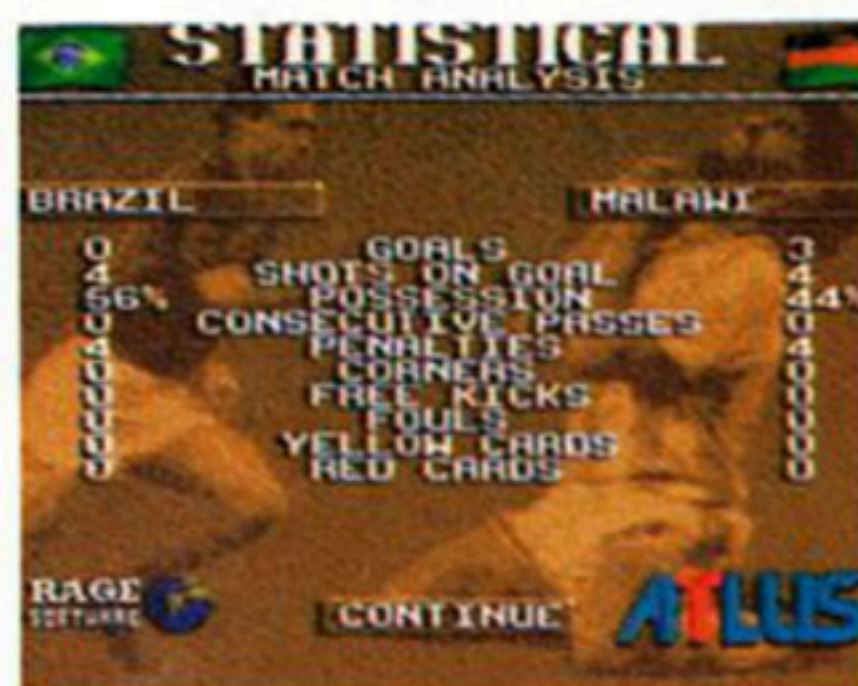 STATISTICAL
MATCH ANALYSIS
BRAZIL MALAWI
0 GOALS 3
4 SHOTS ON GOAL 4
56% POSSESSION 44%
0 CONSECUTIVE PASSES 0
4 PENALTIES 4
0 CORNERS 0
0 FREE KICKS 0
0 FOULS 0
0 YELLOW CARDS 0
0 RED CARDS 0
RAGE
SOFTWARE
CONTINUE
ATLUS